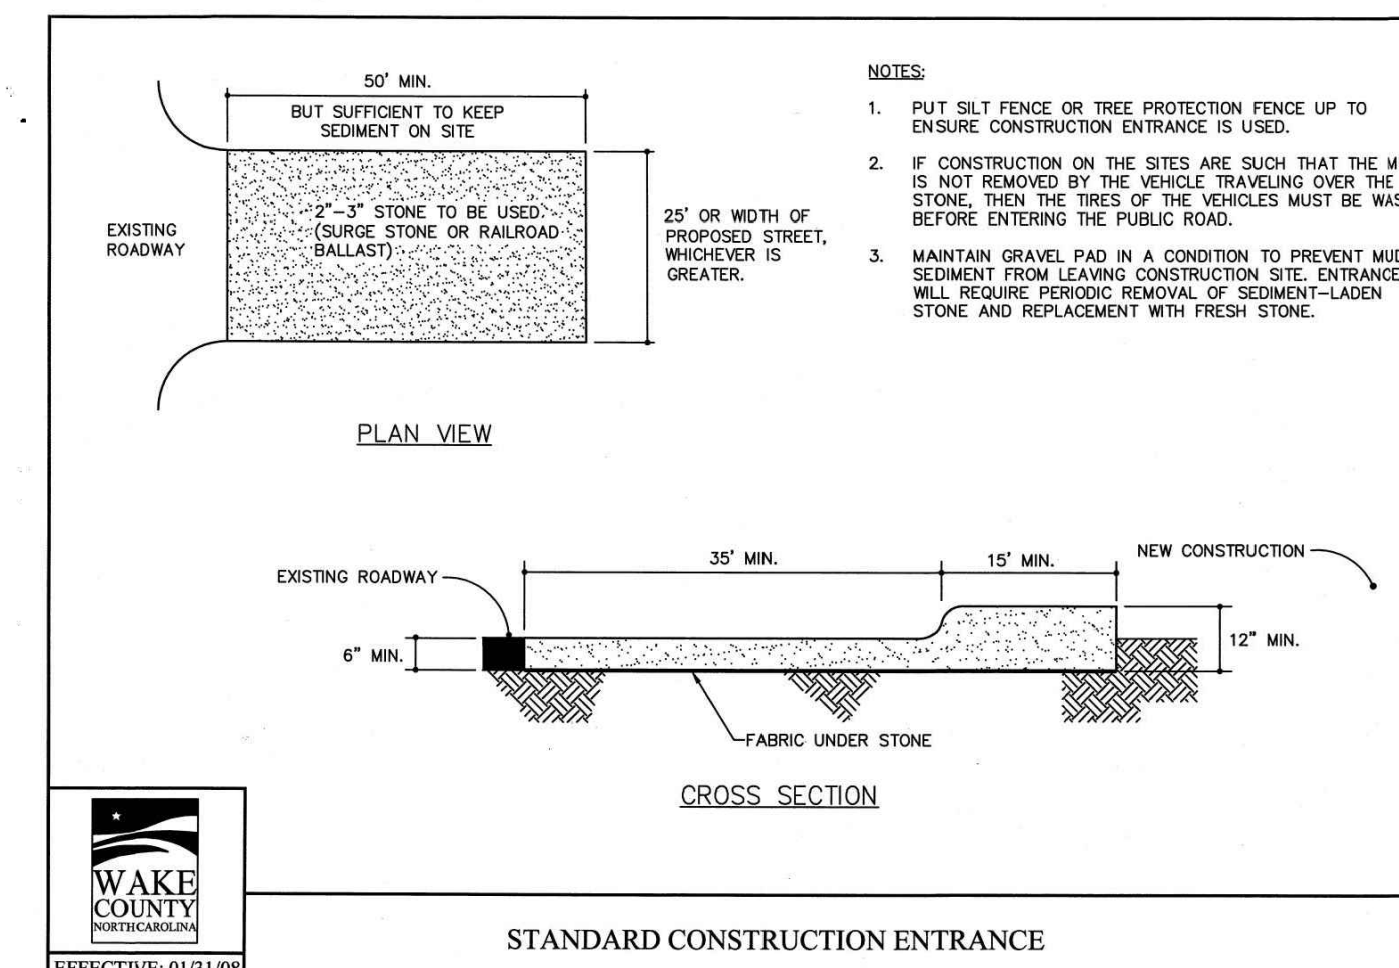 50' MIN.
BUT SUFFICIENT TO KEEP
SEDIMENT ON SITE
EXISTING
ROADWAY
2"-3" STONE TO BE USED.
(SURGE STONE OR RAILROAD
BALLAST)
25' OR WIDTH OF
PROPOSED STREET,
WHICHEVER IS
GREATER.
PLAN VIEW
NOTES:
1. PUT SILT FENCE OR TREE PROTECTION FENCE UP TO
ENSURE CONSTRUCTION ENTRANCE IS USED.
2. IF CONSTRUCTION ON THE SITES ARE SUCH THAT THE
IS NOT REMOVED BY THE VEHICLE TRAVELING OVER THE
STONE, THEN THE TIRES OF THE VEHICLES MUST BE
BEFORE ENTERING THE PUBLIC ROAD.
3. MAINTAIN GRAVEL PAD IN A CONDITION TO PREVENT
SEDIMENT FROM LEAVING CONSTRUCTION SITE. ENTRANCE
WILL REQUIRE PERIODIC REMOVAL OF SEDIMENT-LADEN
STONE AND REPLACEMENT WITH FRESH STONE.
EXISTING ROADWAY
35' MIN.
15' MIN.
NEW CONSTRUCTION
6" MIN.
12" MIN.
FABRIC UNDER STONE
CROSS SECTION
WAKE
COUNTY
NORTH CAROLINA
STANDARD CONSTRUCTION ENTRANCE
EFFECTIVE: 01/31/08